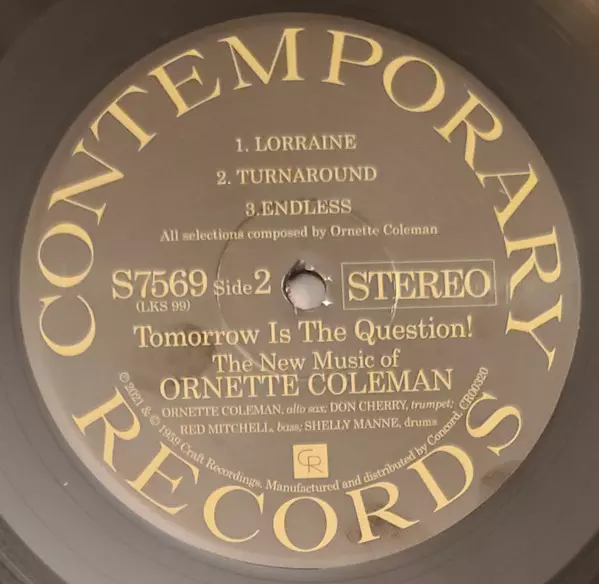 CONTEMPORARY
1. LORRAINE
2. TURNAROUND
3.ENDLESS
All selections composed by Ornette Coleman
S7569 Side 2 STEREO
(LKS 99)
Tomorrow Is The Question!
The New Music of
ORNETTE COLEMAN
ORNETTE COLEMAN, alto sax; DON CHERRY, trumpet;
RED MITCHELL, bass; SHELLY MANNE, drums
CR
℗ 2021 & © 1959 Craft Recordings. Manufactured and distributed by Concord. CR00320
RECORDS